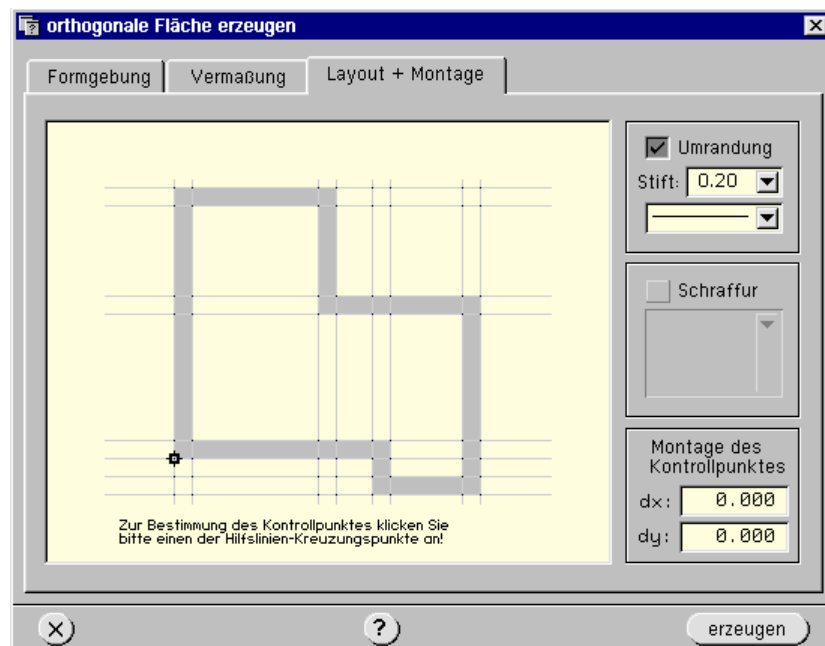 orthogonale Fläche erzeugen
Formgebung
Vermaßung
Layout + Montage
Umrandung
Stift: 0.20
Schraffur
Montage des
Kontrollpunktes
dx: 0.000
dy: 0.000
Zur Bestimmung des Kontrollpunktes klicken Sie
bitte einen der Hilfslinien-Kreuzungspunkte an!
?
erzeugen